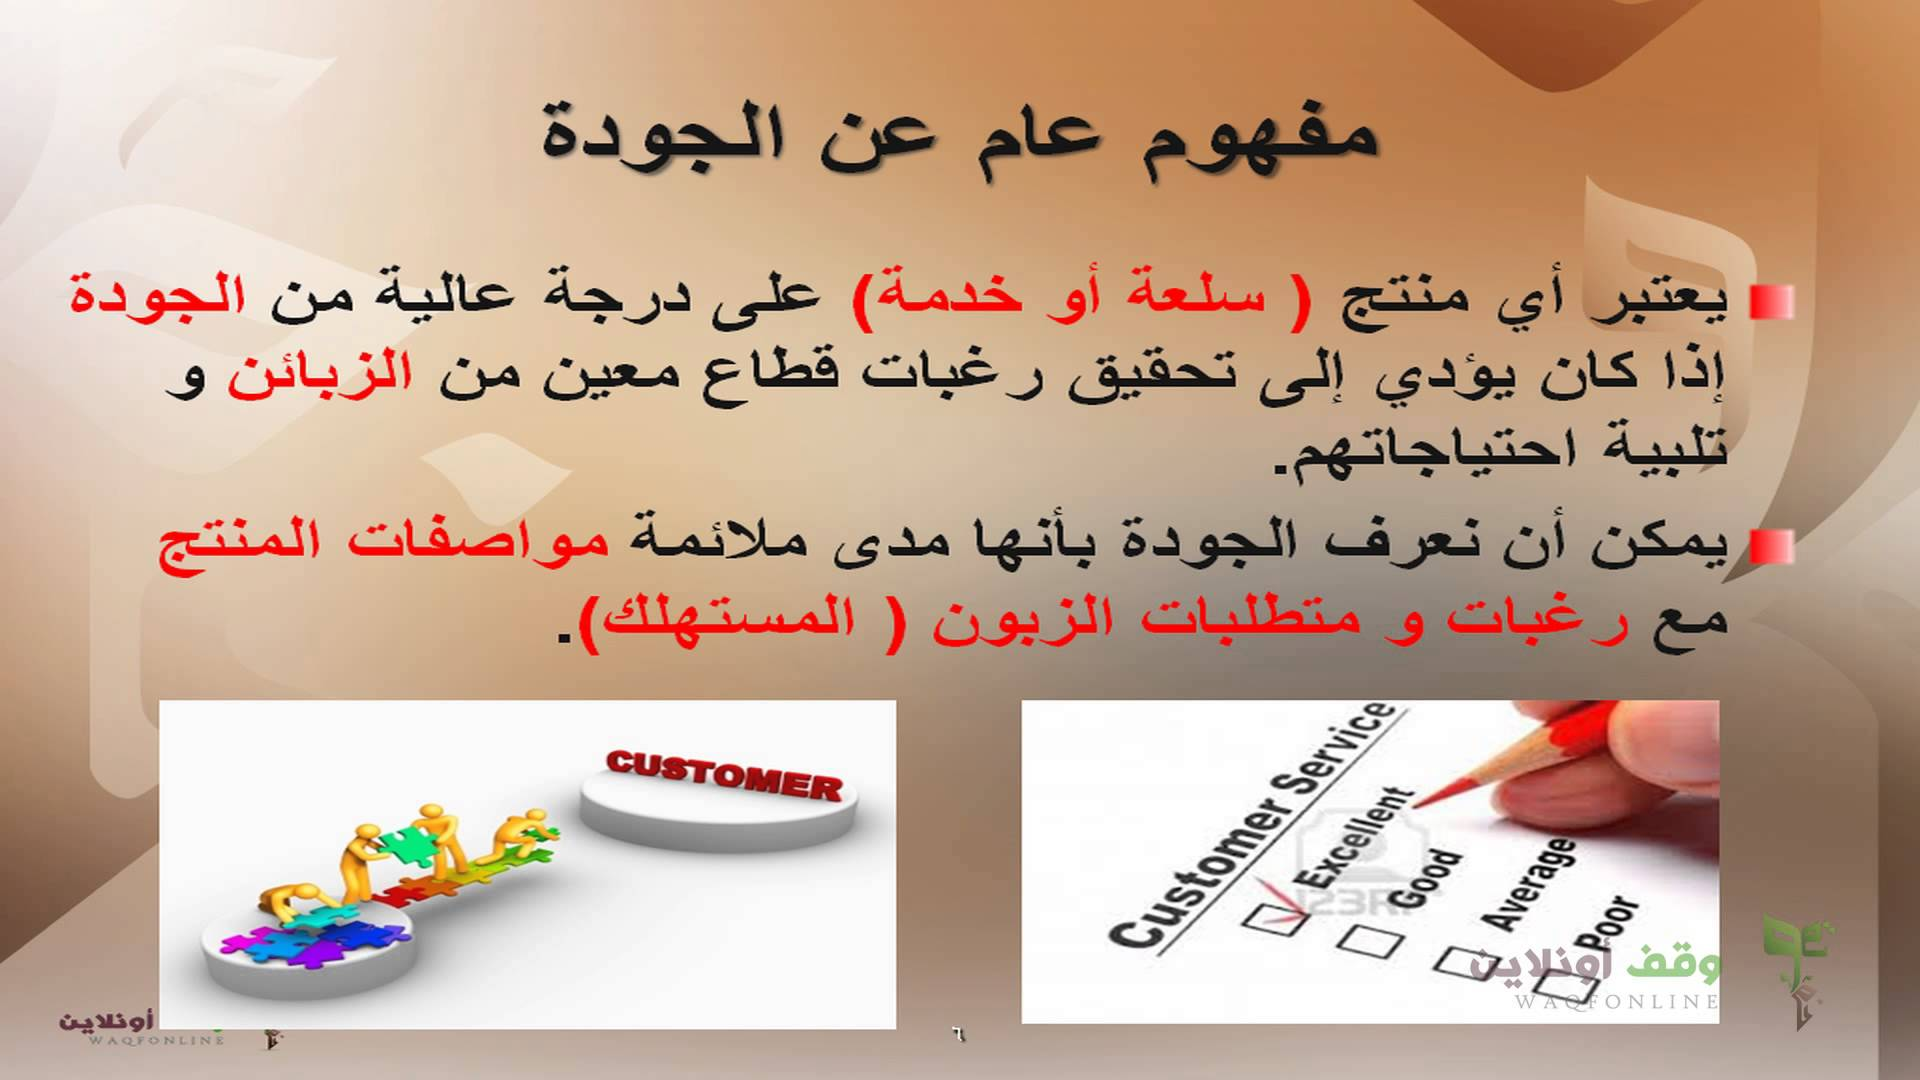 مفهوم عام عن الجودة
يعتبر أي منتج ( سلعة أو خدمة) على درجة عالية من الجودة
إذا كان يؤدي إلى تحقيق رغبات قطاع معين من الزبائن و
تلبية احتياجاتهم.
يمكن أن نعرف الجودة بأنها مدى ملائمة مواصفات المنتج
مع رغبات و متطلبات الزبون ( المستهلك).
Customer Service
Excellent
Good
Average
Poor
123RF
CUSTOMER
وقف أونلاين
WAQFONLINE
أونلاين
WAQFONLINE
٦